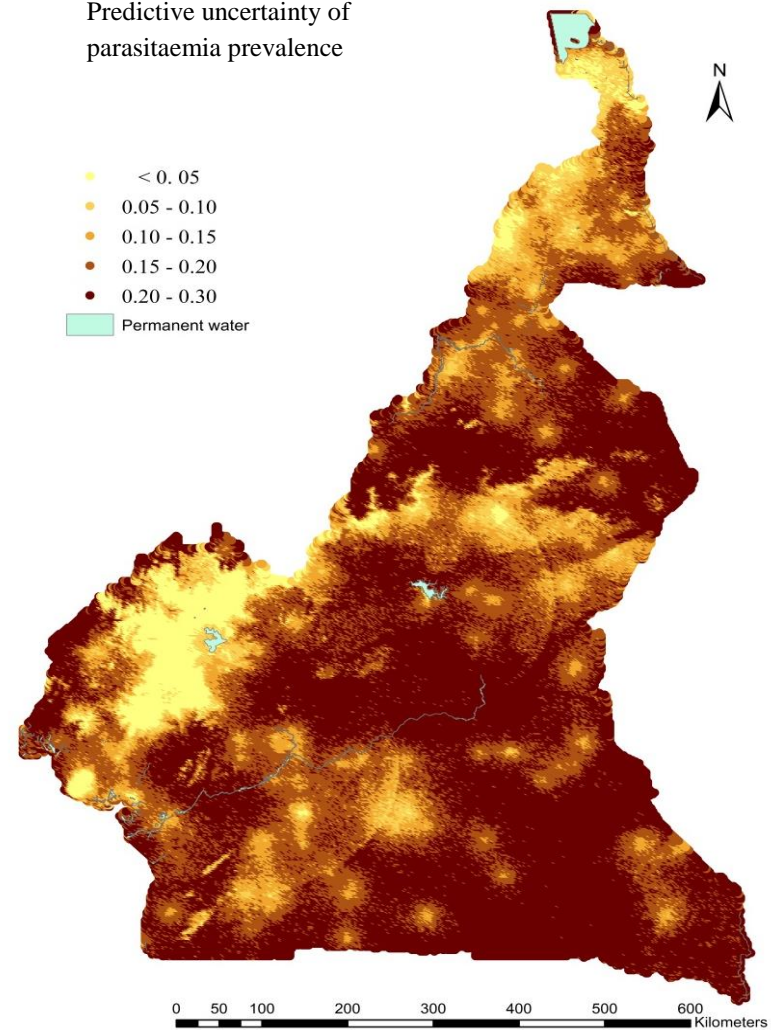 Predictive uncertainty of
parasitaemia prevalence
N
< 0. 05
0.05 - 0.10
0.10 - 0.15
0.15 - 0.20
0.20 - 0.30
Permanent water
0 50 100 200 300 400 500 600
Kilometers